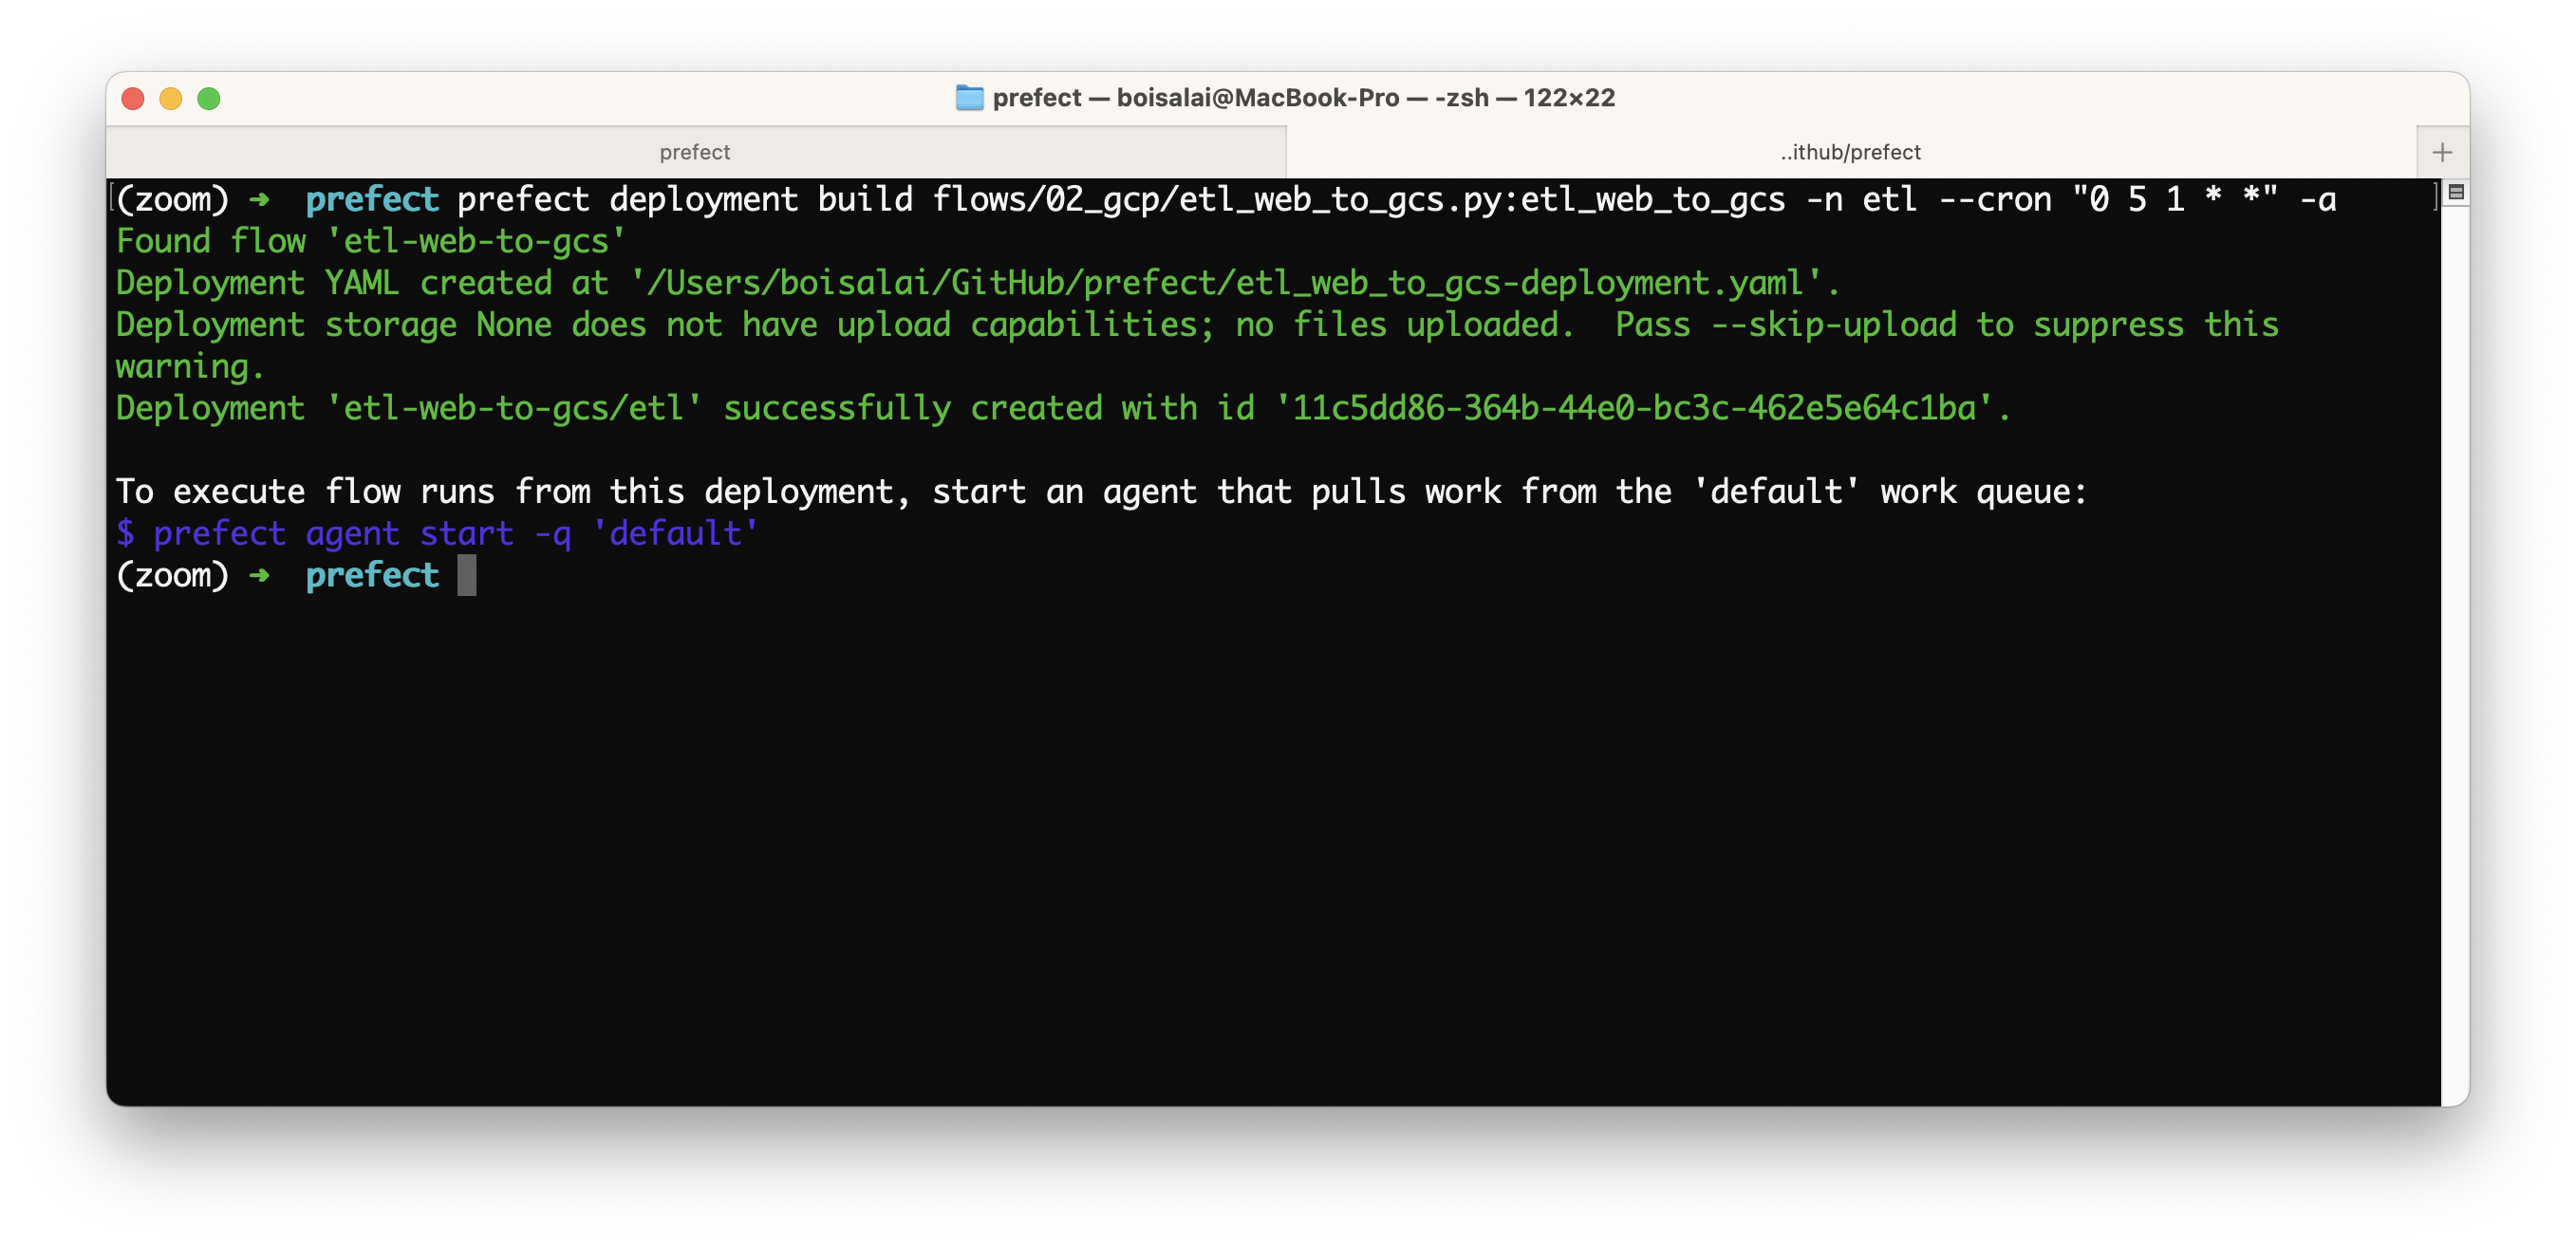 prefect — boisalai@MacBook-Pro — -zsh — 122×22
prefect
..ithub/prefect
(zoom) ➜  prefect prefect deployment build flows/02_gcp/etl_web_to_gcs.py:etl_web_to_gcs -n etl --cron "0 5 1 * *" -a
Found flow 'etl-web-to-gcs'
Deployment YAML created at '/Users/boisalai/GitHub/prefect/etl_web_to_gcs-deployment.yaml'.
Deployment storage None does not have upload capabilities; no files uploaded.  Pass --skip-upload to suppress this
warning.
Deployment 'etl-web-to-gcs/etl' successfully created with id '11c5dd86-364b-44e0-bc3c-462e5e64c1ba'.
To execute flow runs from this deployment, start an agent that pulls work from the 'default' work queue:
$ prefect agent start -q 'default'
(zoom) ➜  prefect